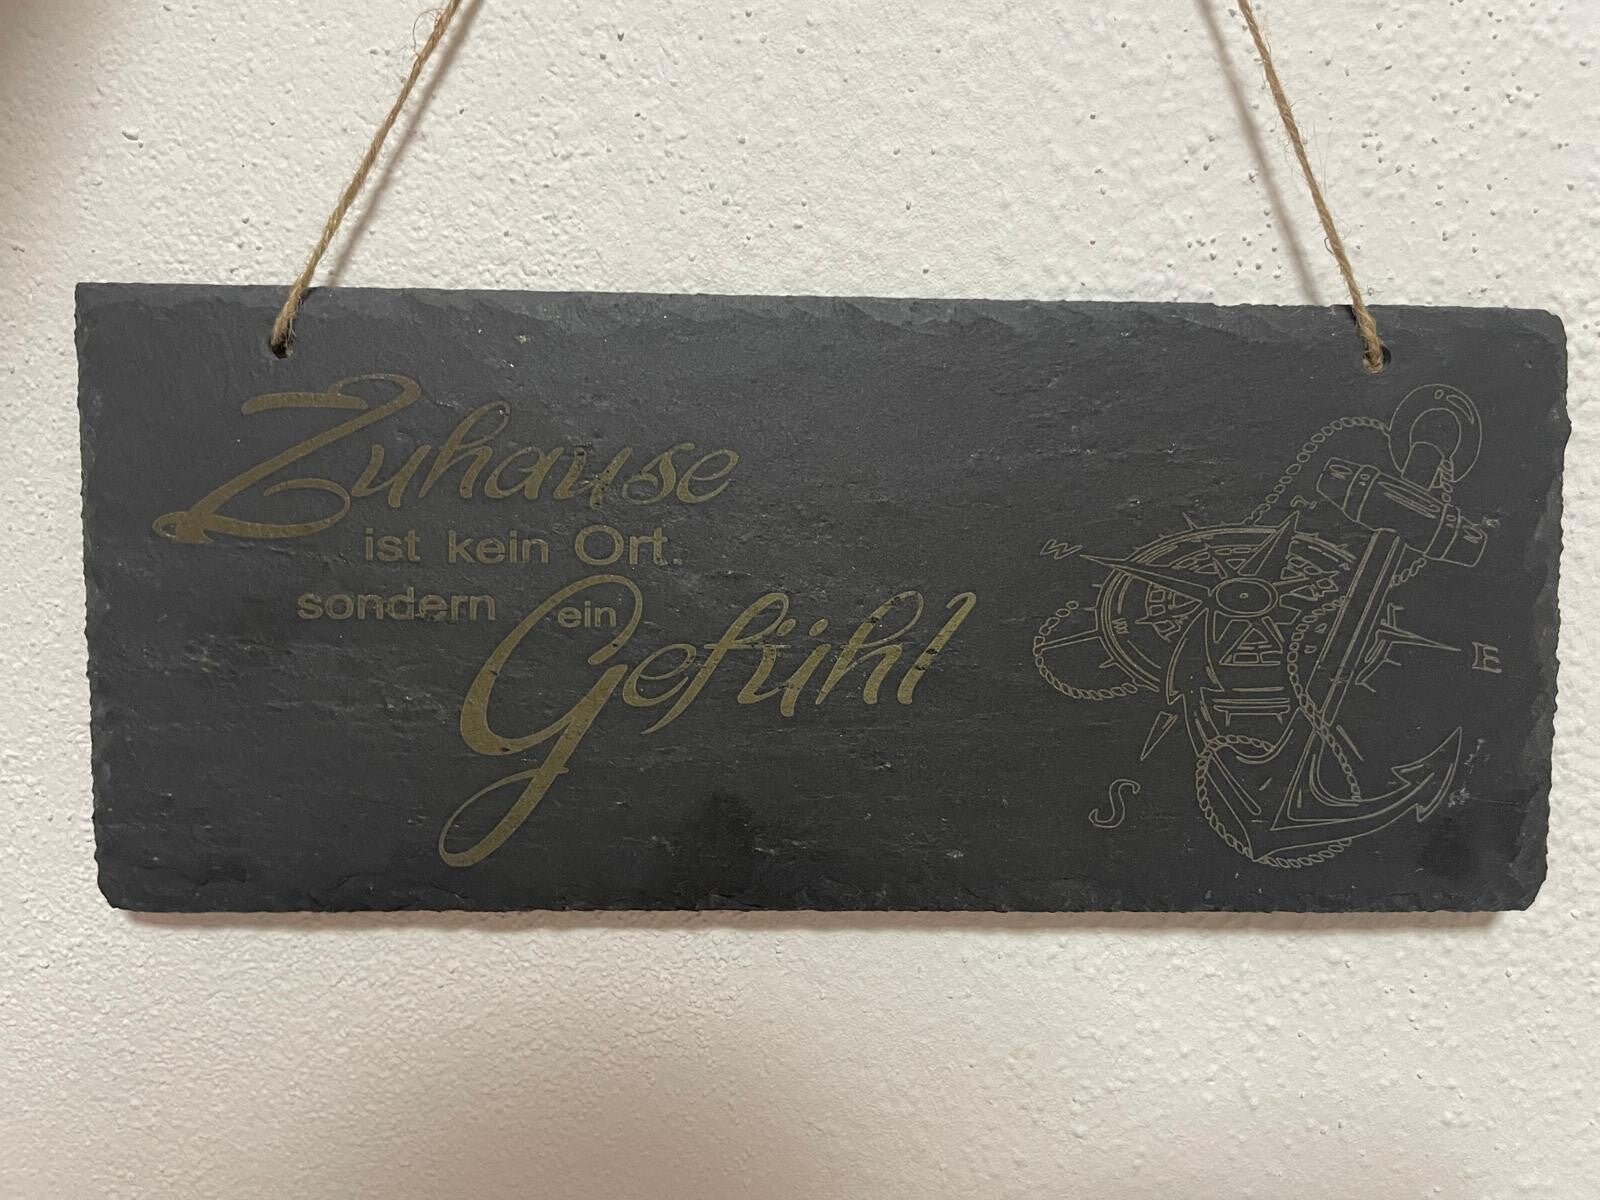 Zuhause
ist kein Ort.
sondern ein
Gefühl
N
W
E
S